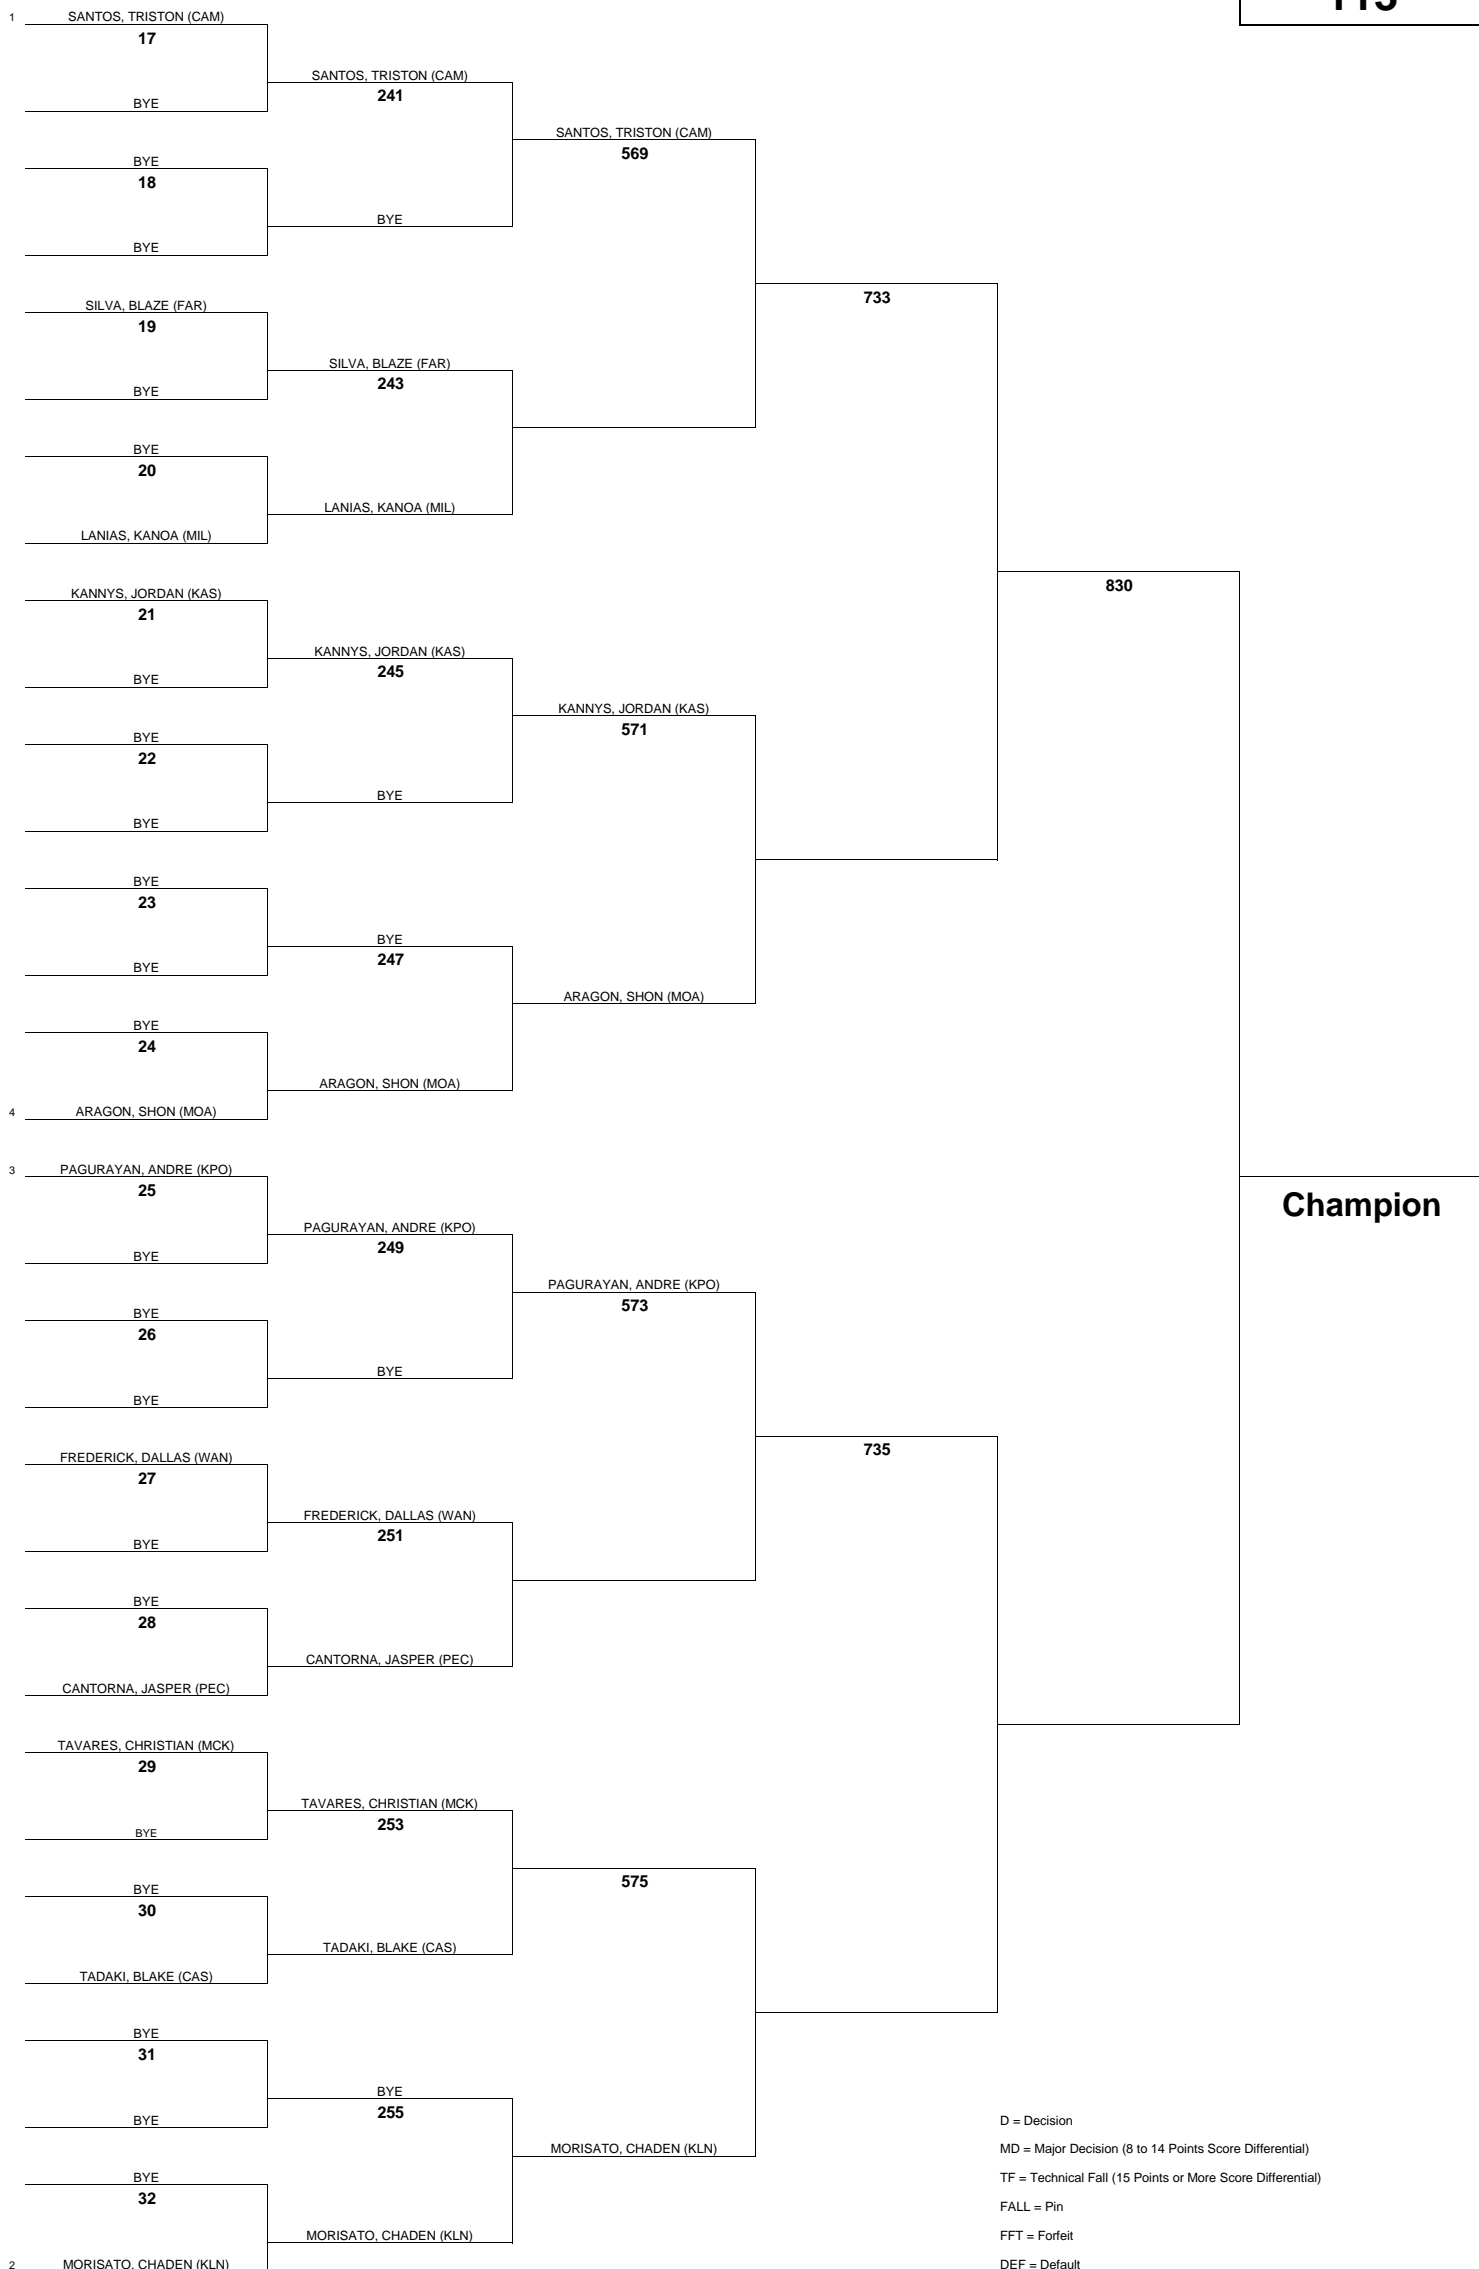 1 SANTOS, TRISTON (CAM)
17
SANTOS, TRISTON (CAM)
241
BYE
SANTOS, TRISTON (CAM)
569
BYE
18
BYE
BYE
SILVA, BLAZE (FAR)
733
19
SILVA, BLAZE (FAR)
243
BYE
BYE
20
LANIAS, KANOA (MIL)
LANIAS, KANOA (MIL)
KANNYS, JORDAN (KAS)
830
21
KANNYS, JORDAN (KAS)
245
BYE
KANNYS, JORDAN (KAS)
571
BYE
22
BYE
BYE
BYE
23
BYE
247
BYE
ARAGON, SHON (MOA)
BYE
24
ARAGON, SHON (MOA)
4 ARAGON, SHON (MOA)
3 PAGURAYAN, ANDRE (KPO)
25
Champion
PAGURAYAN, ANDRE (KPO)
249
BYE
PAGURAYAN, ANDRE (KPO)
573
BYE
26
BYE
BYE
FREDERICK, DALLAS (WAN)
735
27
FREDERICK, DALLAS (WAN)
251
BYE
BYE
28
CANTORNA, JASPER (PEC)
CANTORNA, JASPER (PEC)
TAVARES, CHRISTIAN (MCK)
29
TAVARES, CHRISTIAN (MCK)
253
BYE
575
BYE
30
TADAKI, BLAKE (CAS)
TADAKI, BLAKE (CAS)
BYE
31
BYE
255
BYE
D = Decision
MORISATO, CHADEN (KLN)
MD = Major Decision (8 to 14 Points Score Differential)
BYE
TF = Technical Fall (15 Points or More Score Differential)
32
FALL = Pin
MORISATO, CHADEN (KLN)
FFT = Forfeit
2 MORISATO, CHADEN (KLN)
DEF = Default